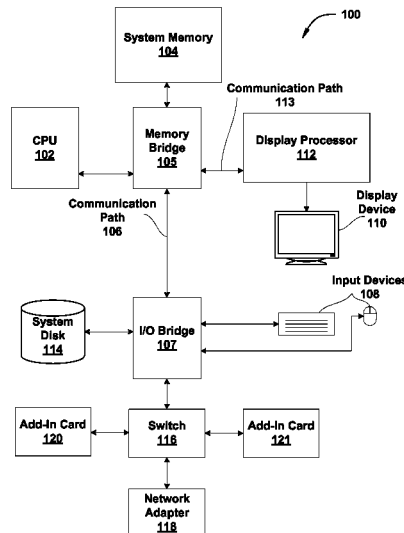 100
System Memory
104
Communication Path
113
CPU
102
Memory
Bridge
105
Display Processor
112
Communication
Path
106
Display
Device
110
Input Devices
108
System
Disk
114
I/O Bridge
107
Add-In Card
120
Switch
116
Add-In Card
121
Network
Adapter
118